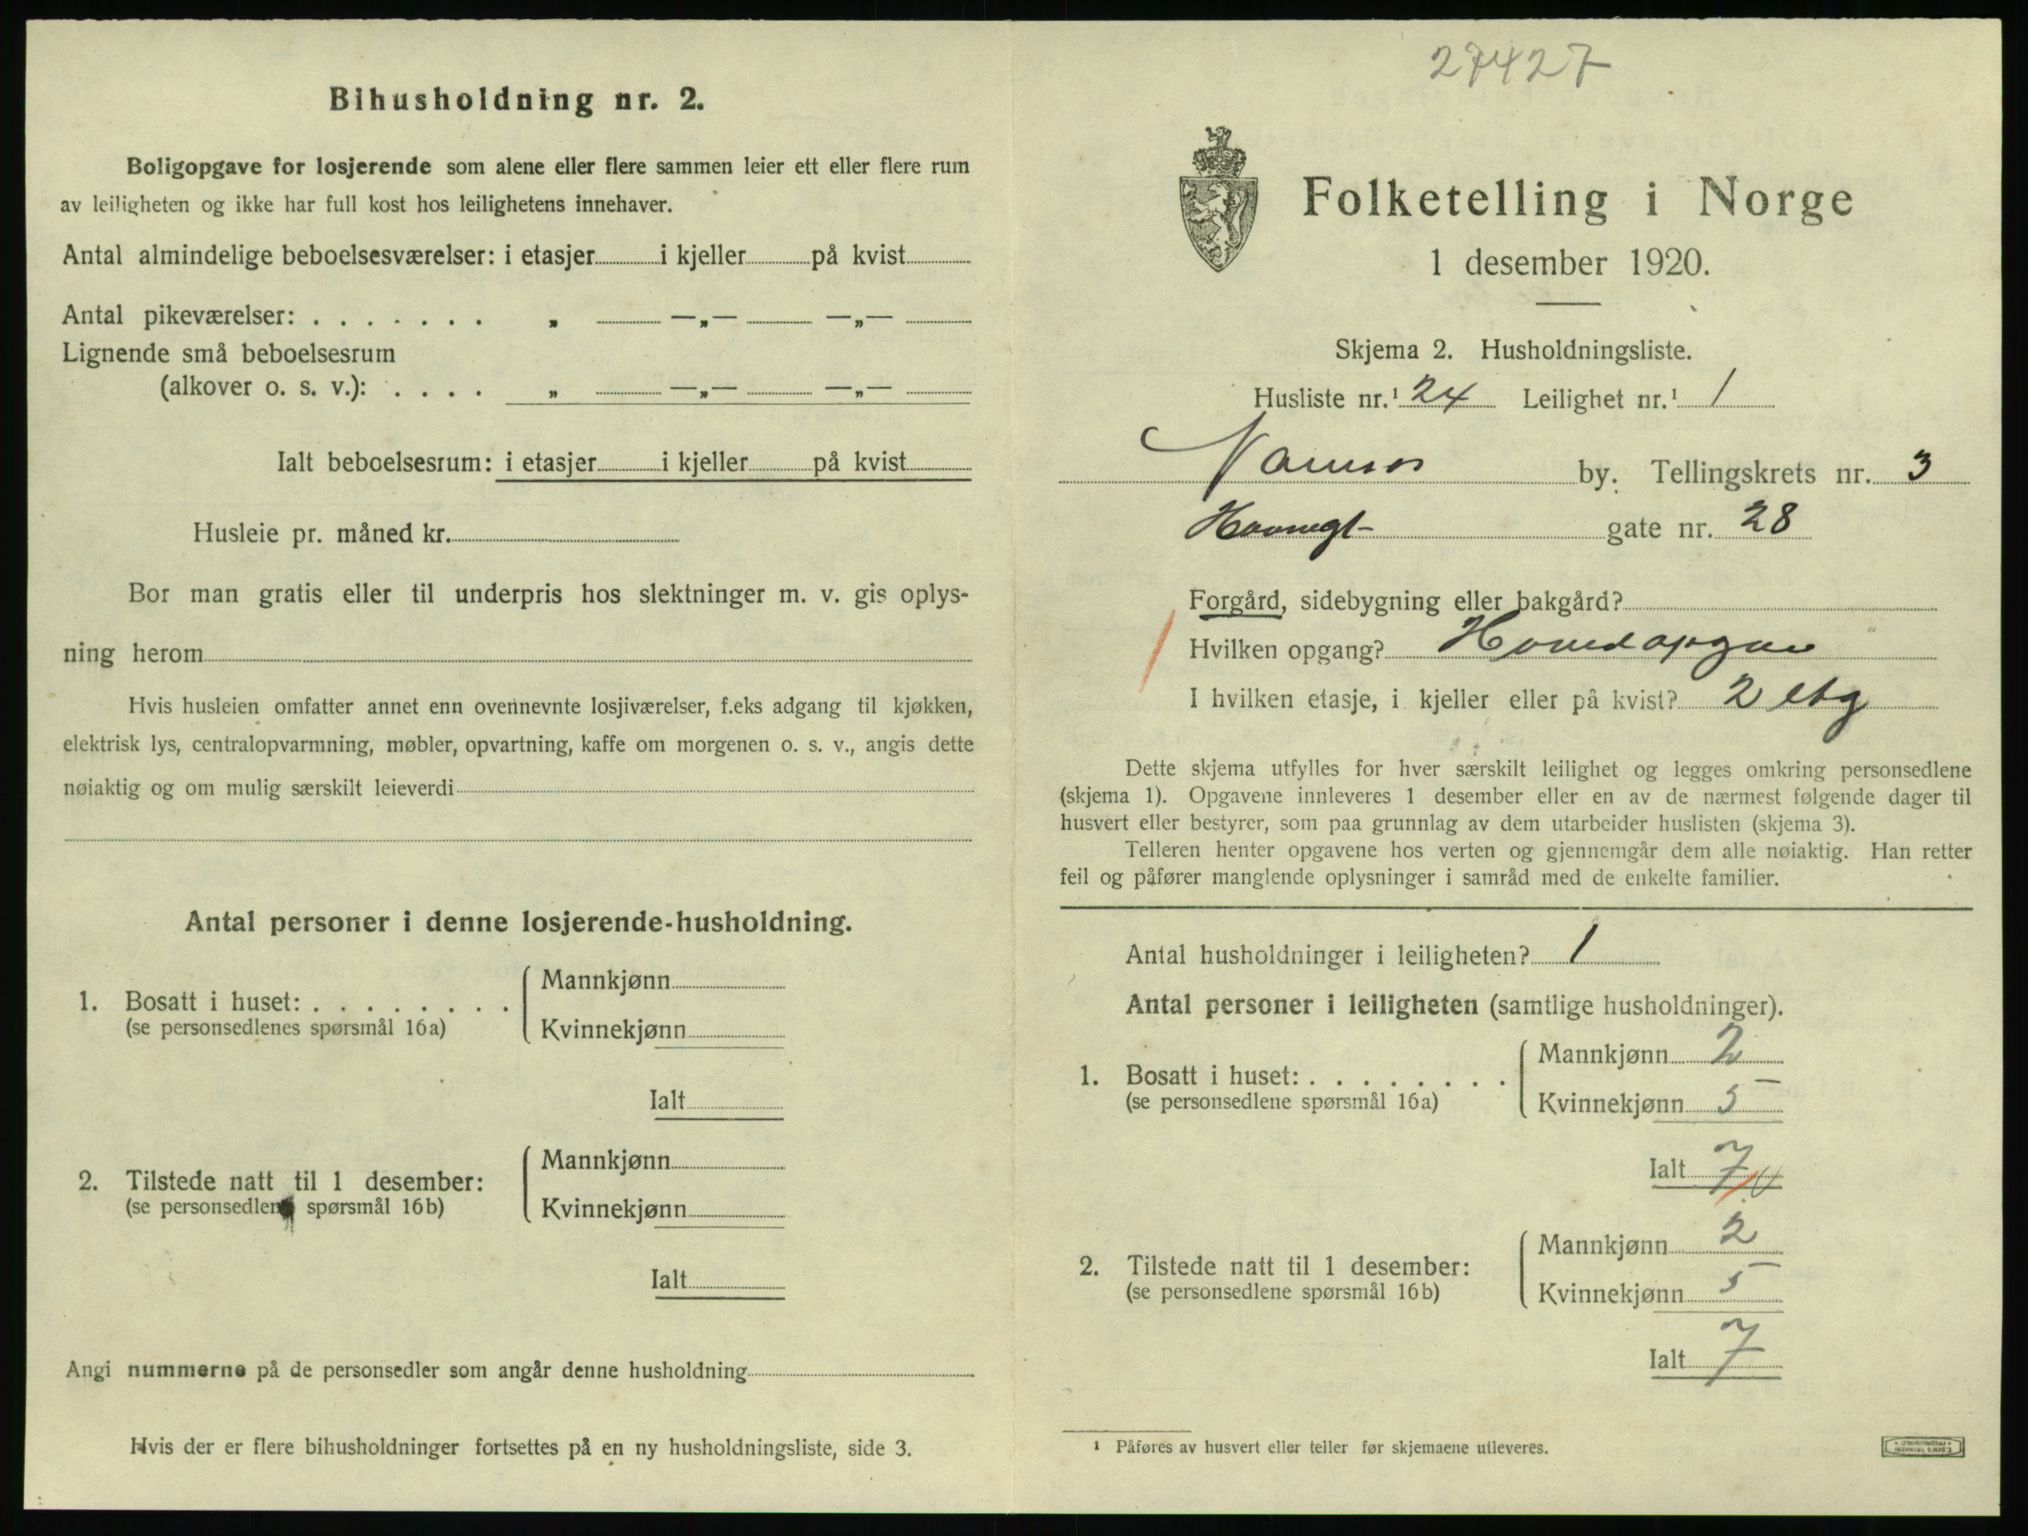 Bihusholdning nr. 2.
Boligopgave for losjerende som alene eller flere sammen leier ett eller flere rum
av leiligheten og ikke har full kost hos leilighetens innehaver.
Antal almindelige beboelsesværelser: i etasjer i kjeller på kvist
Antal pikeværelser: . . . . . . . „ —„— —„—
Lignende små beboelsesrum
(alkover o. s. v.): . . . . „ —„— —„—
Ialt beboelsesrum: i etasjer i kjeller på kvist
Husleie pr. måned kr.
Bor man gratis eller til underpris hos slektninger m. v. gis oplys-
ning herom
Hvis husleien omfatter annet enn ovennevnte losjiværelser, f.eks adgang til kjøkken,
elektrisk lys, centralopvarmning, møbler, opvartning, kaffe om morgenen o. s. v., angis dette
nøiaktig og om mulig særskilt leieverdi
Antal personer i denne losjerende-husholdning.
Mannkjønn
1. Bosatt i huset: . . . . . . . .
(se personsedlenes spørsmål 16a)
Kvinnekjønn
Ialt
Mannkjønn
2. Tilstede natt til 1 desember:
(se personsedlene spørsmål 16b)
Kvinnekjønn
Ialt
Angi nummerne på de personsedler som angår denne husholdning
Hvis der er flere bihusholdninger fortsettes på en ny husholdningsliste, side 3.
27427
Folketelling i Norge
1 desember 1920.
Skjema 2. Husholdningsliste.
Husliste nr.¹ 24 Leilighet nr.¹ 1
Namsos by. Tellingskrets nr. 3
Havnegt gate nr. 28
Forgård, sidebygning eller bakgård?
Hvilken opgang?
I hvilken etasje, i kjeller eller på kvist? 2 etg
Dette skjema utfylles for hver særskilt leilighet og legges omkring personsedlene
(skjema 1). Opgavene innleveres 1 desember eller en av de nærmest følgende dager til
husvert eller bestyrer, som paa grunnlag av dem utarbeider huslisten (skjema 3).
Telleren henter opgavene hos verten og gjennemgår dem alle nøiaktig. Han retter
feil og påfører manglende oplysninger i samråd med de enkelte familier.
Antal husholdninger i leiligheten? 1
Antal personer i leiligheten (samtlige husholdninger).
Mannkjønn 2
1. Bosatt i huset: . . . . . . . .
(se personsedlene spørsmål 16a)
Kvinnekjønn 5
Ialt 7
Mannkjønn 2
2. Tilstede natt til 1 desember:
(se personsedlene spørsmål 16b)
Kvinnekjønn 5
Ialt 7
¹ Påføres av husvert eller teller før skjemaene utleveres.